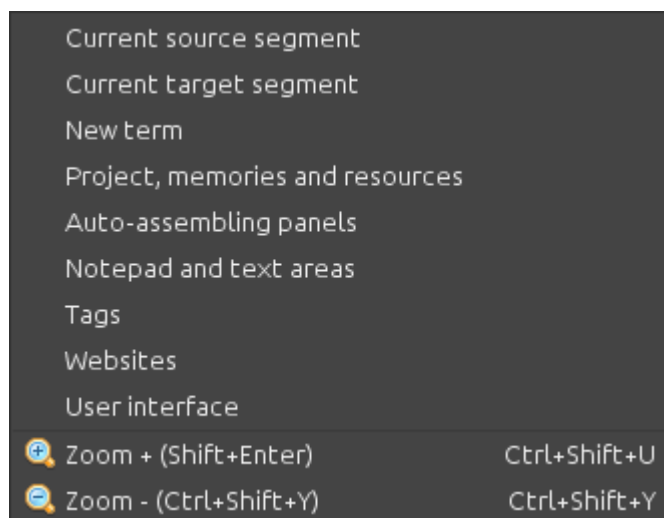 Current source segment
Current target segment
New term
Project, memories and resources
Auto-assembling panels
Notepad and text areas
Tags
Websites
User interface
Zoom + (Shift+Enter) Ctrl+Shift+U
Zoom - (Ctrl+Shift+Y) Ctrl+Shift+Y